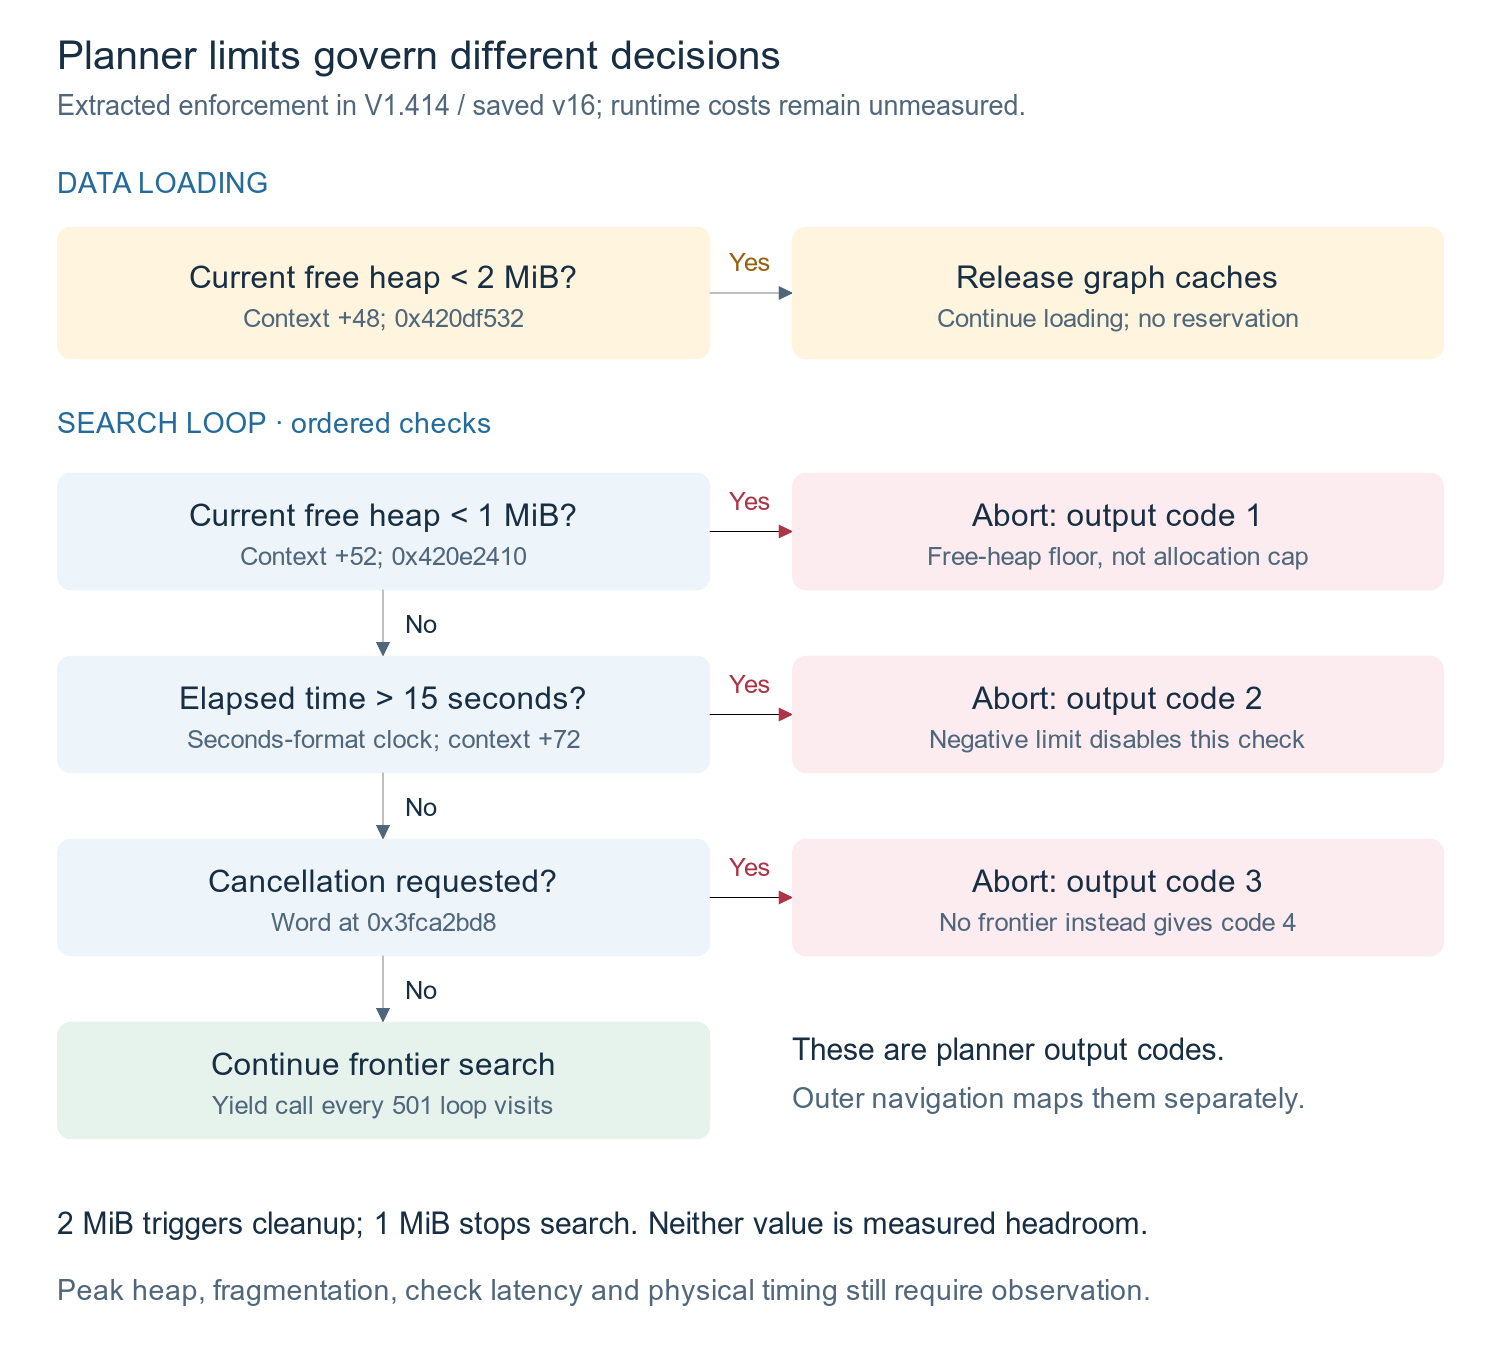 Planner limits govern different decisions
Extracted enforcement in V1.414 / saved v16; runtime costs remain unmeasured.
DATA LOADING
Current free heap < 2 MiB?
Context +48; 0x420df532
Yes
Release graph caches
Continue loading; no reservation
SEARCH LOOP · ordered checks
Current free heap < 1 MiB?
Context +52; 0x420e2410
Yes
Abort: output code 1
Free-heap floor, not allocation cap
No
Elapsed time > 15 seconds?
Seconds-format clock; context +72
Yes
Abort: output code 2
Negative limit disables this check
No
Cancellation requested?
Word at 0x3fca2bd8
Yes
Abort: output code 3
No frontier instead gives code 4
No
Continue frontier search
Yield call every 501 loop visits
These are planner output codes.
Outer navigation maps them separately.
2 MiB triggers cleanup; 1 MiB stops search. Neither value is measured headroom.
Peak heap, fragmentation, check latency and physical timing still require observation.